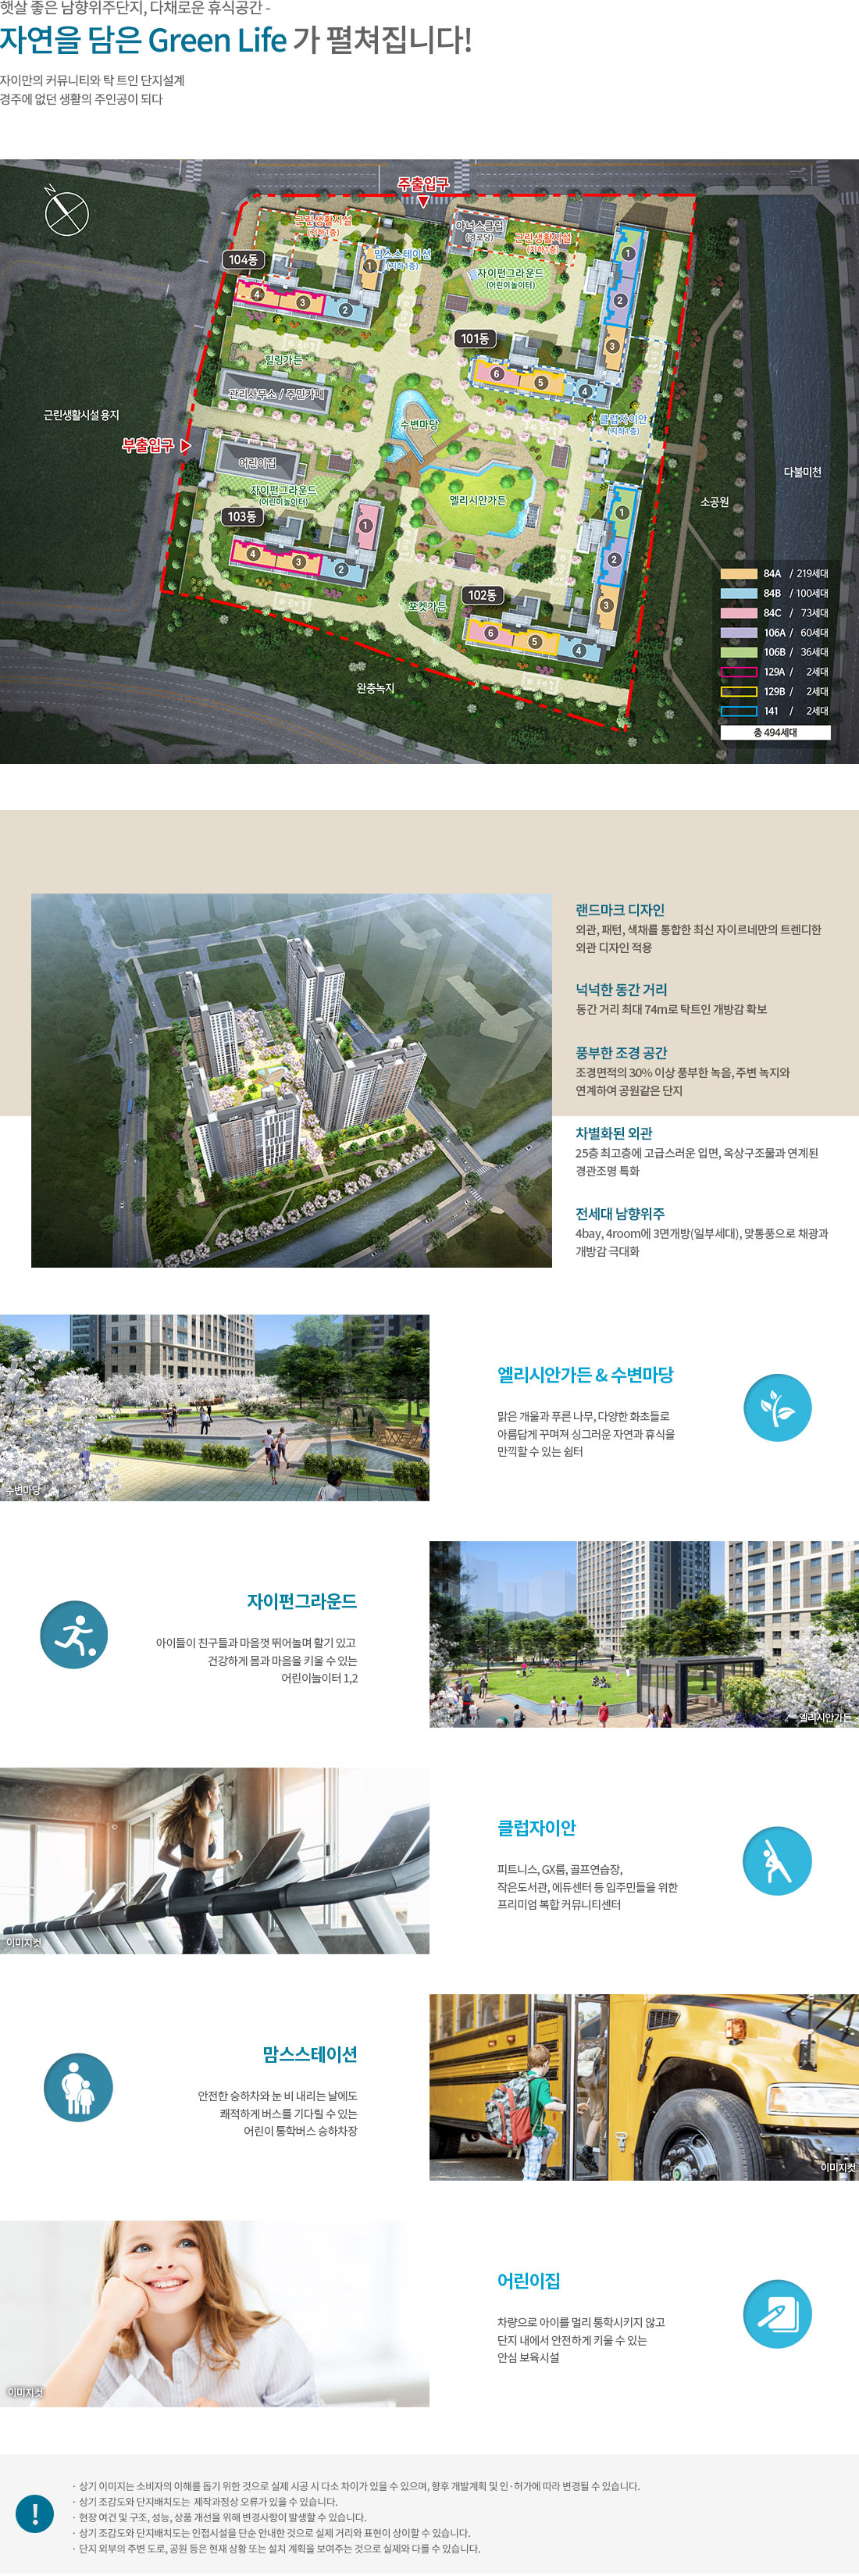 햇살 좋은 남향위주단지, 다채로운 휴식공간 -
자연을 담은 Green Life 가 펼쳐집니다!
자이만의 커뮤니티와 탁 트인 단지설계
경주에 없던 생활의 주인공이 되다
주출입구
근린생활시설
(지하1층)
맘스스테이션
(지하1층)
104동
1
4
3
2
어너스클럽
(경로당)
근린생활시설
(지하1층)
자이펀그라운드
(어린이놀이터)
101동
1
2
3
6
5
4
힐링가든
관리사무소 / 주민카페
수변마당
클럽자이안
(지하1층)
근린생활시설 용지
부출입구
어린이집
자이펀그라운드
(어린이놀이터)
엘리시안가든
다불미천
소공원
103동
1
4
3
2
102동
1
2
3
6
5
4
포켓가든
완충녹지
84A / 219세대
84B / 100세대
84C / 73세대
106A / 60세대
106B / 36세대
129A / 2세대
129B / 2세대
141 / 2세대
총 494세대
랜드마크 디자인
외관, 패턴, 색채를 통합한 최신 자이르네만의 트렌디한
외관 디자인 적용
넉넉한 동간 거리
동간 거리 최대 74m로 탁트인 개방감 확보
풍부한 조경 공간
조경면적의 30% 이상 풍부한 녹음, 주변 녹지와
연계하여 공원같은 단지
차별화된 외관
25층 최고층에 고급스러운 입면, 옥상구조물과 연계된
경관조명 특화
전세대 남향위주
4bay, 4room에 3면개방(일부세대), 맞통풍으로 채광과
개방감 극대화
엘리시안가든 & 수변마당
맑은 개울과 푸른 나무, 다양한 화초들로
아름답게 꾸며져 싱그러운 자연과 휴식을
만끽할 수 있는 쉼터
수변마당
자이펀그라운드
아이들이 친구들과 마음껏 뛰어놀며 활기 있고
건강하게 몸과 마음을 키울 수 있는
어린이놀이터 1,2
엘리시안가든
클럽자이안
피트니스, GX룸, 골프연습장,
작은도서관, 에듀센터 등 입주민들을 위한
프리미엄 복합 커뮤니티센터
이미지컷
맘스스테이션
안전한 승하차와 눈 비 내리는 날에도
쾌적하게 버스를 기다릴 수 있는
어린이 통학버스 승하차장
이미지컷
어린이집
차량으로 아이를 멀리 통학시키지 않고
단지 내에서 안전하게 키울 수 있는
안심 보육시설
이미지컷
· 상기 이미지는 소비자의 이해를 돕기 위한 것으로 실제 시공 시 다소 차이가 있을 수 있으며, 향후 개발계획 및 인·허가에 따라 변경될 수 있습니다.
· 상기 조감도와 단지배치도는 제작과정상 오류가 있을 수 있습니다.
· 현장 여건 및 구조, 성능, 상품 개선을 위해 변경사항이 발생할 수 있습니다.
· 상기 조감도와 단지배치도는 인접시설을 단순 안내한 것으로 실제 거리와 표현이 상이할 수 있습니다.
· 단지 외부의 주변 도로, 공원 등은 현재 상황 또는 설치 계획을 보여주는 것으로 실제와 다를 수 있습니다.